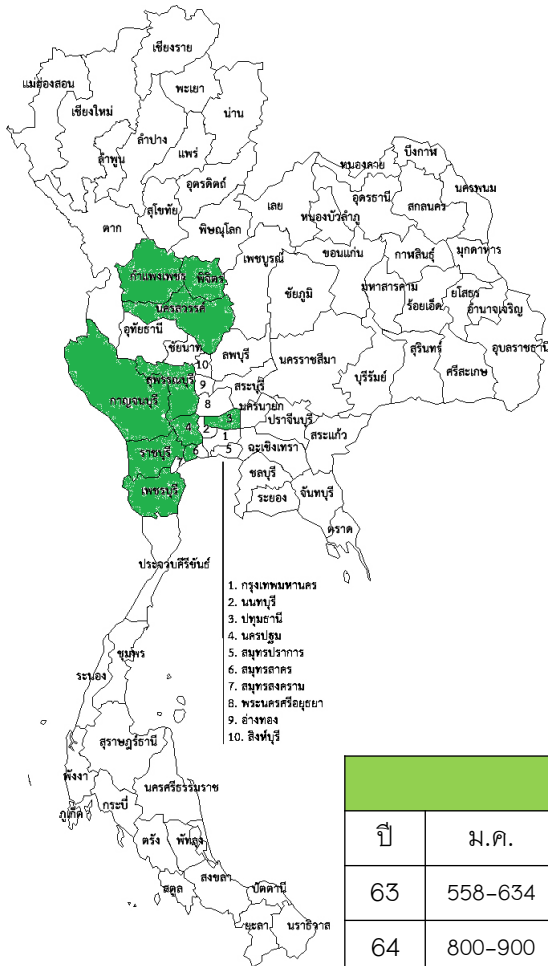 เชียงราย
แม่ฮ่องสอน
พะเยา
เชียงใหม่
น่าน
ลำปาง
แพร่
ลำพูน
บึงกาฬ
หนองคาย
อุตรดิตถ์
นครพนม
อุดรธานี
เลย
สกลนคร
สุโขทัย
หนองบัวลำภู
ตาก
พิษณุโลก
ขอนแก่น
กาฬสินธุ์
มุกดาหาร
เพชรบูรณ์
กำแพงเพชร
พิจิตร
มหาสารคาม
ยโสธร
ชัยภูมิ
ร้อยเอ็ด
อำนาจเจริญ
นครสวรรค์
อุทัยธานี
ชัยนาท
สุรินทร์
อุบลราชธานี
ลพบุรี
นครราชสีมา
10
ศรีสะเกษ
บุรีรัมย์
สุพรรณบุรี
9
สระบุรี
กาญจนบุรี
8
นครนายก
ปราจีนบุรี
3
4
2
1
สระแก้ว
ราชบุรี
6
5
ฉะเชิงเทรา
7
ชลบุรี
เพชรบุรี
ระยอง
จันทบุรี
ตราด
ประจวบคีรีขันธ์
1. กรุงเทพมหานคร
2. นนทบุรี
3. ปทุมธานี
4. นครปฐม
5. สมุทรปราการ
6. สมุทรสาคร
7. สมุทรสงคราม
8. พระนครศรีอยุธยา
9. อ่างทอง
10. สิงห์บุรี
ชุมพร
ระนอง
สุราษฎร์ธานี
พังงา
นครศรีธรรมราช
ภูเก็ต
กระบี่
ตรัง
พัทลุง
สงขลา
สตูล
ปัตตานี
ยะลา
นราธิวาส
ปี ม.ค.
63 558-634
64 800-900